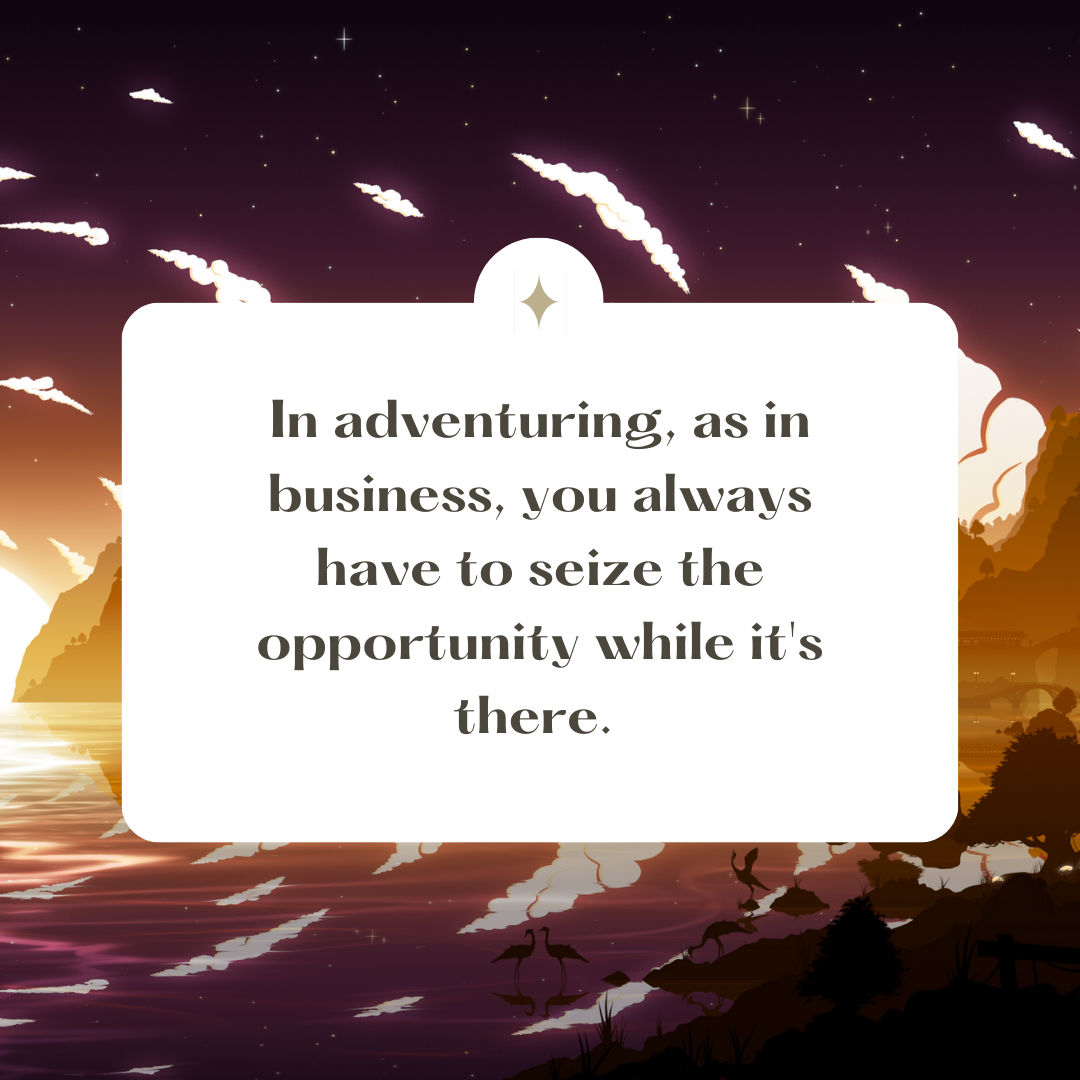 In adventuring, as in
business, you always
have to seize the
opportunity while it's
there.